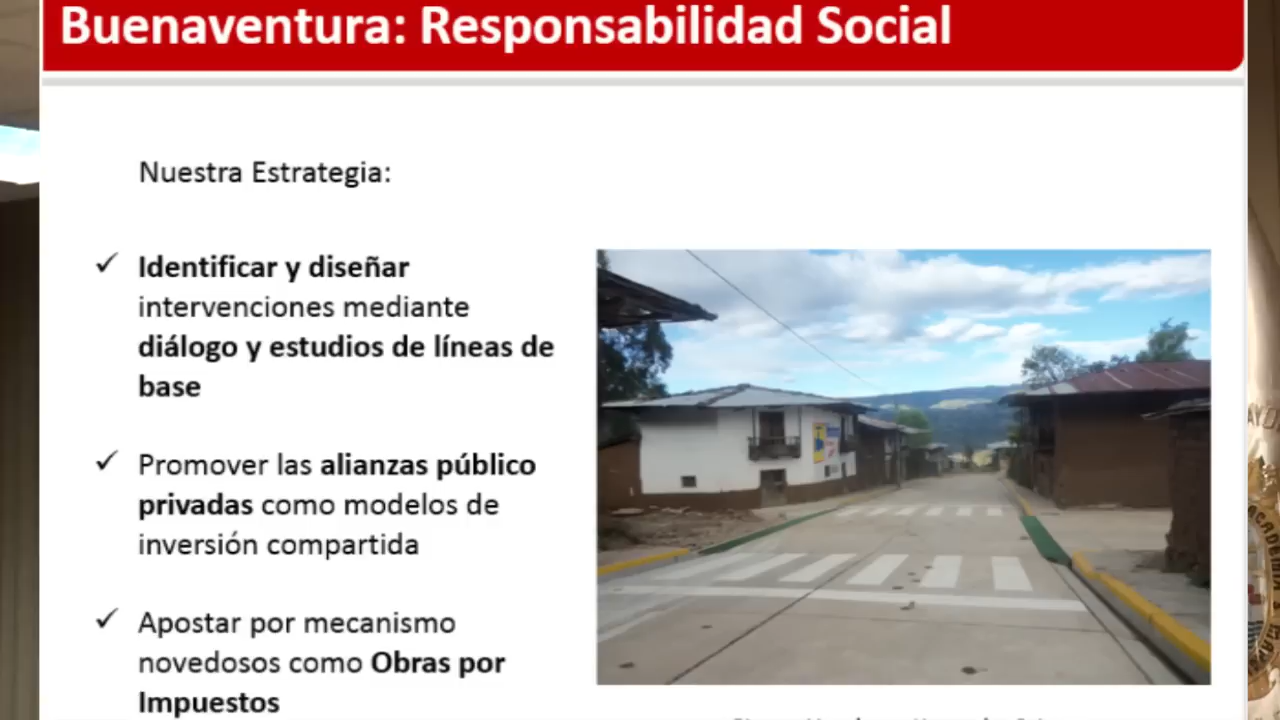 Buenaventura: Responsabilidad Social
Nuestra Estrategia:
✓ Identificar y diseñar
intervenciones mediante
diálogo y estudios de líneas de
base
✓ Promover las alianzas público
privadas como modelos de
inversión compartida
✓ Apostar por mecanismo
novedosos como Obras por
Impuestos